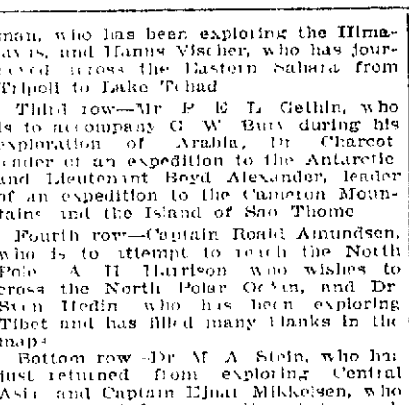 man, who has been exploring the Hima-
layas, and Hanns Vischer, who has jour-
neyed across the Eastern Sahara from
Tripoli to Lake Tchad
Third row—Mr P E L Gethin, who
is to accompany G W Bury during his
exploration of Arabia, Dr Charcot
leader of an expedition to the Antarctic
and Lieutenant Boyd Alexander, leader
of an expedition to the Cameron Moun-
tains and the Island of Sao Thome
Fourth row—Captain Roald Amundsen,
who is to attempt to reach the North
Pole A H Harrison who wishes to
cross the North Polar Ocean, and Dr
Sven Hedin who has been exploring
Tibet and has filled many blanks in the
maps
Bottom row—Dr M A Stein, who has
just returned from exploring Central
Asia and Captain Ejnar Mikkelsen, who